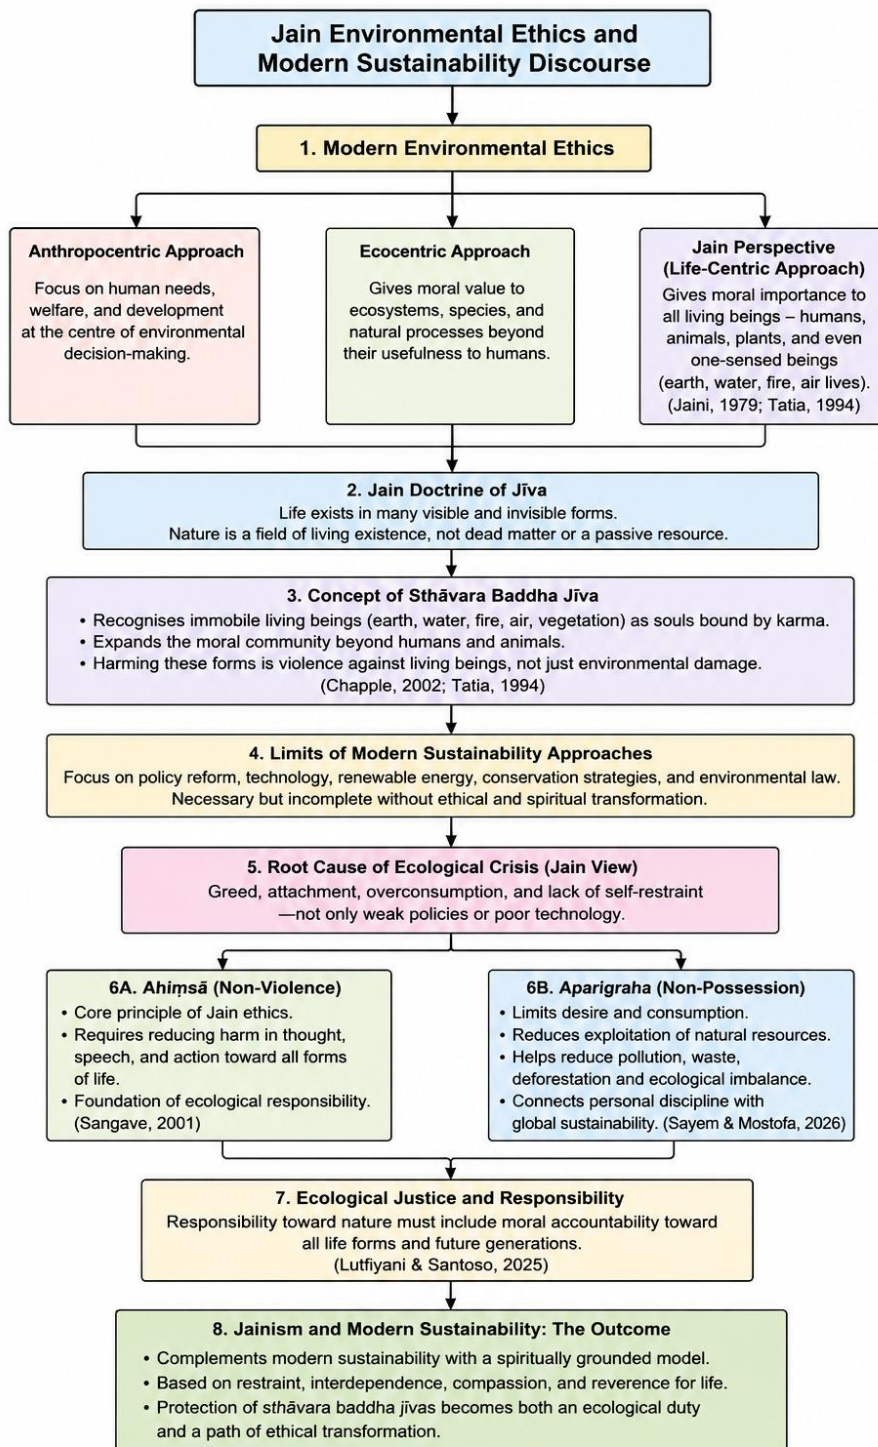 Jain Environmental Ethics and
Modern Sustainability Discourse
1. Modern Environmental Ethics
Anthropocentric Approach
Focus on human needs,
welfare, and development
at the centre of environmental
decision-making.
Ecocentric Approach
Gives moral value to
ecosystems, species, and
natural processes beyond
their usefulness to humans.
Jain Perspective
(Life-Centric Approach)
Gives moral importance to
all living beings – humans,
animals, plants, and even
one-sensed beings
(earth, water, fire, air lives).
(Jaini, 1979; Tatia, 1994)
2. Jain Doctrine of Jīva
Life exists in many visible and invisible forms.
Nature is a field of living existence, not dead matter or a passive resource.
3. Concept of Sthāvara Baddha Jīva
• Recognises immobile living beings (earth, water, fire, air, vegetation) as souls bound by karma.
• Expands the moral community beyond humans and animals.
• Harming these forms is violence against living beings, not just environmental damage.
(Chapple, 2002; Tatia, 1994)
4. Limits of Modern Sustainability Approaches
Focus on policy reform, technology, renewable energy, conservation strategies, and environmental law.
Necessary but incomplete without ethical and spiritual transformation.
5. Root Cause of Ecological Crisis (Jain View)
Greed, attachment, overconsumption, and lack of self-restraint
—not only weak policies or poor technology.
6A. Ahiṃsā (Non-Violence)
• Core principle of Jain ethics.
• Requires reducing harm in thought,
speech, and action toward all forms
of life.
• Foundation of ecological responsibility.
(Sangave, 2001)
6B. Aparigraha (Non-Possession)
• Limits desire and consumption.
• Reduces exploitation of natural resources.
• Helps reduce pollution, waste,
deforestation and ecological imbalance.
• Connects personal discipline with
global sustainability. (Sayem & Mostofa, 2026)
7. Ecological Justice and Responsibility
Responsibility toward nature must include moral accountability toward
all life forms and future generations.
(Lutfiyani & Santoso, 2025)
8. Jainism and Modern Sustainability: The Outcome
• Complements modern sustainability with a spiritually grounded model.
• Based on restraint, interdependence, compassion, and reverence for life.
• Protection of sthāvara baddha jīvas becomes both an ecological duty
and a path of ethical transformation.